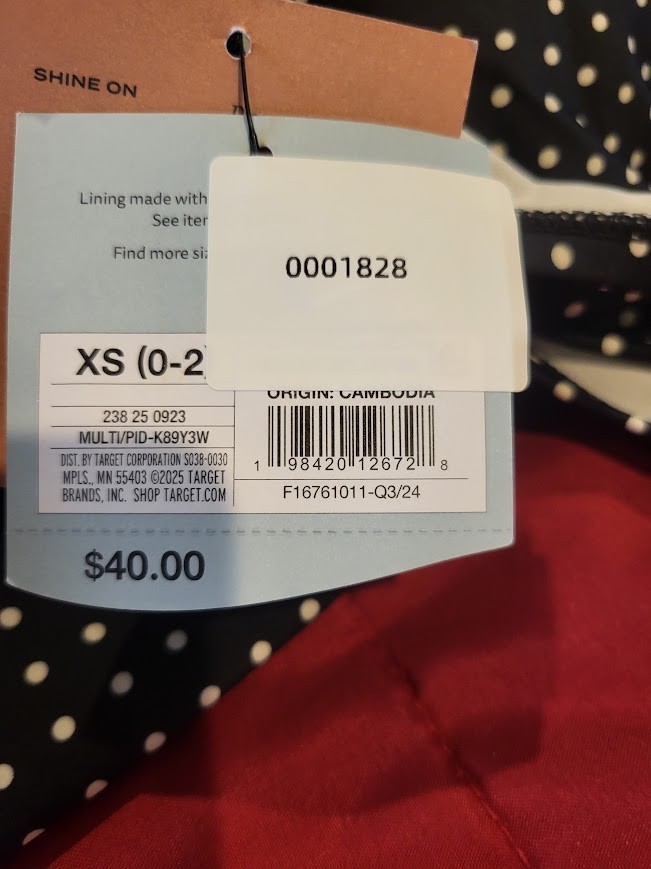 SHINE ON
Lining made with
See
Find more
0001828
XS (0-2
ORIGIN: CAMBODIA
238 25 0923
MULTI/PID-K89Y3W
DIST. BY TARGET CORPORATION S038-0030
MPLS., MN 55403 ©2025 TARGET
BRANDS, INC. SHOP TARGET.COM
1 98420 12672 8
F16761011-Q3/24
$40.00